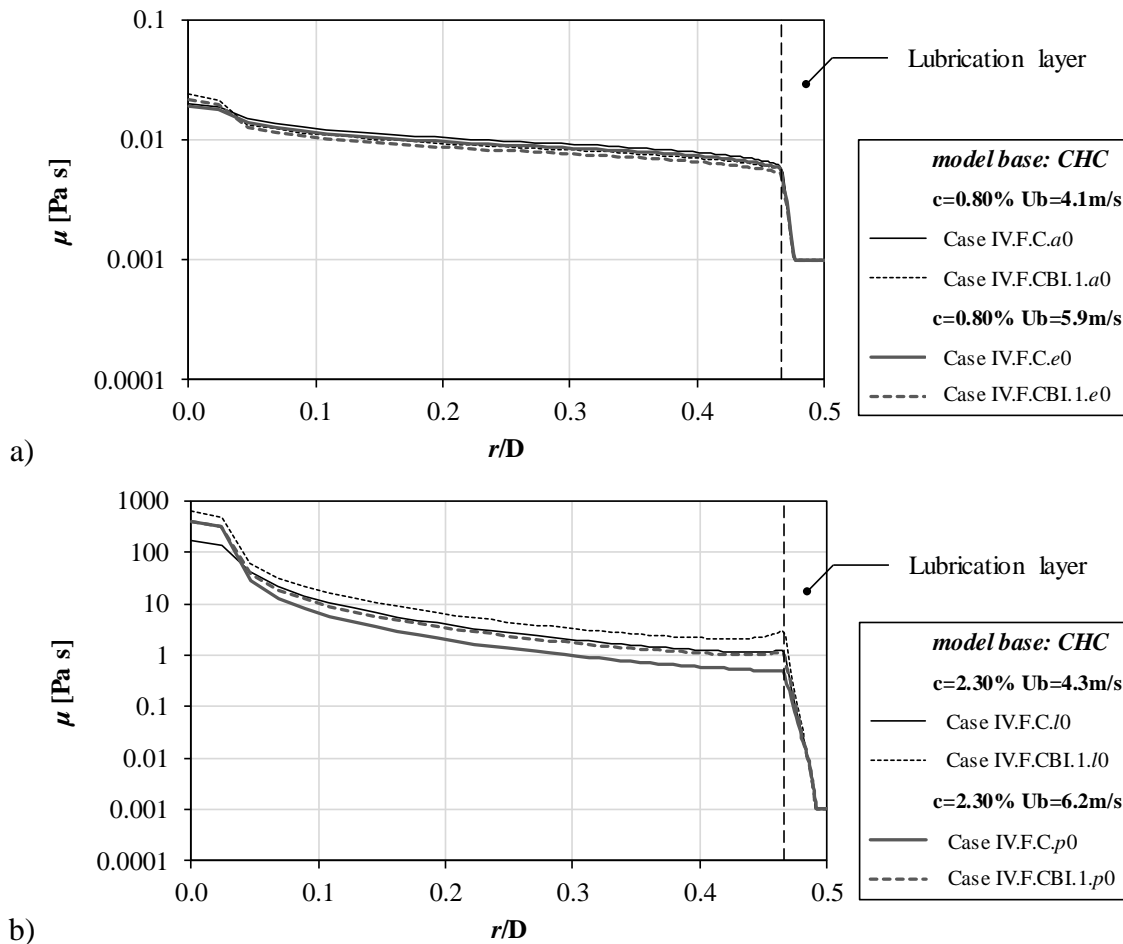 0.1
0.01
0.001
0.0001
μ [Pa s]
0.0 0.1 0.2 0.3 0.4 0.5
r/D
a)
Lubrication layer
model base: CHC
c=0.80% Ub=4.1m/s
Case IV.F.C.a0
Case IV.F.CBI.1.a0
c=0.80% Ub=5.9m/s
Case IV.F.C.e0
Case IV.F.CBI.1.e0
1000
100
10
1
0.1
0.01
0.001
0.0001
μ [Pa s]
0.0 0.1 0.2 0.3 0.4 0.5
r/D
b)
Lubrication layer
model base: CHC
c=2.30% Ub=4.3m/s
Case IV.F.C.l0
Case IV.F.CBI.1.l0
c=2.30% Ub=6.2m/s
Case IV.F.C.p0
Case IV.F.CBI.1.p0